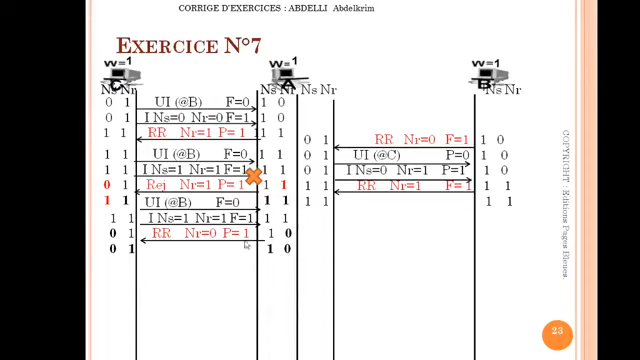 CORRIGE D'EXERCICES : ABDELLI Abdelkrim
EXERCICE N°7
W=1 W=1 W=1
C A B
Ns Nr Ns Nr Ns Nr Ns Nr
0 1 UI (@B) F=0 1 0
0 1 I Ns=0 Nr=0 F=1 1 0
1 1 RR Nr=1 P= 1 1 1 0 1 RR Nr=0 F=1 1 0
1 1 UI (@B) F=0 1 1 0 1 UI (@C) P=0 1 0
1 1 I Ns=1 Nr=1 F=1 1 1 0 1 I Ns=0 Nr=1 P=1 1 0
0 1 Rej Nr=1 P= 1 1 1 1 1 RR Nr=1 F=1 1 1
1 1 UI (@B) F=0 1 1 1 1 1 1
1 1 I Ns=1 Nr=1 F=1 1 1
0 1 RR Nr=0 P= 1 1 0
0 1 1 0
COPYRIGHT : Editions Pages Bleues.
23